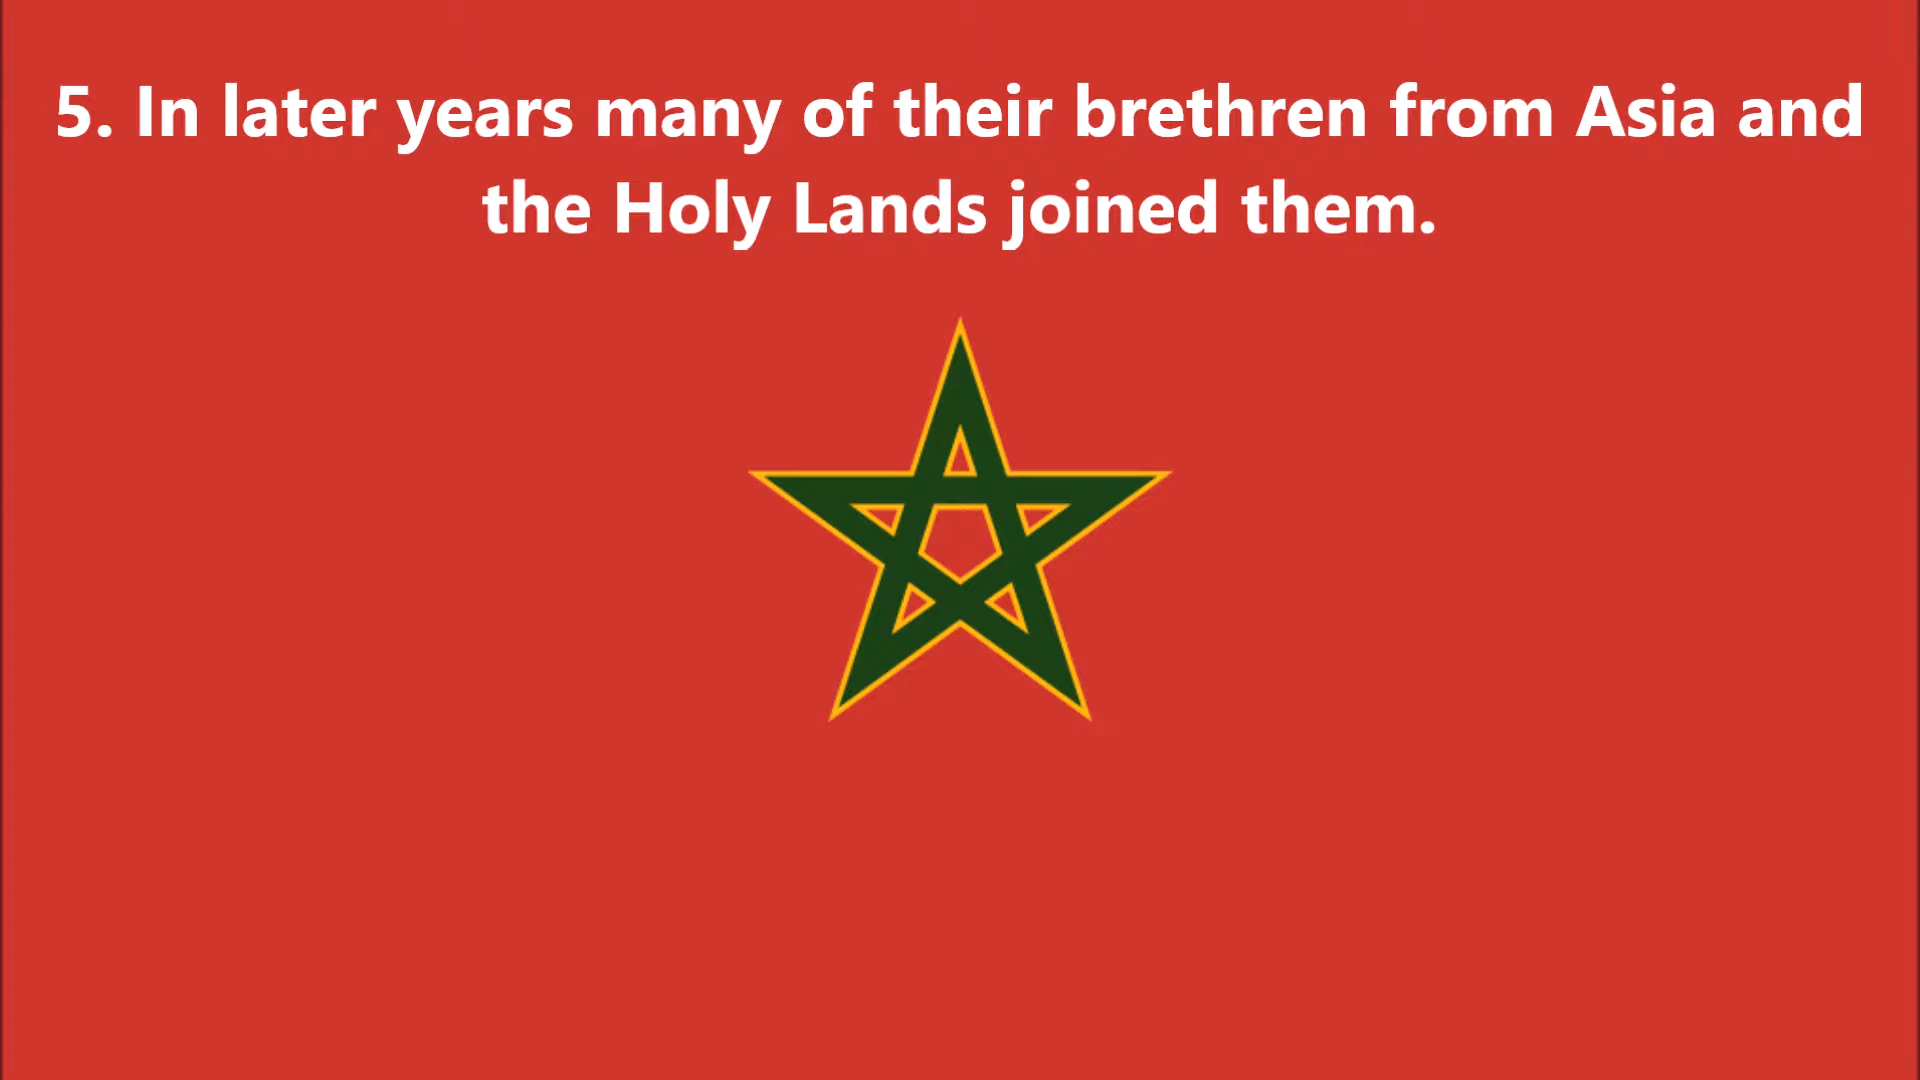 5. In later years many of their brethren from Asia and
the Holy Lands joined them.